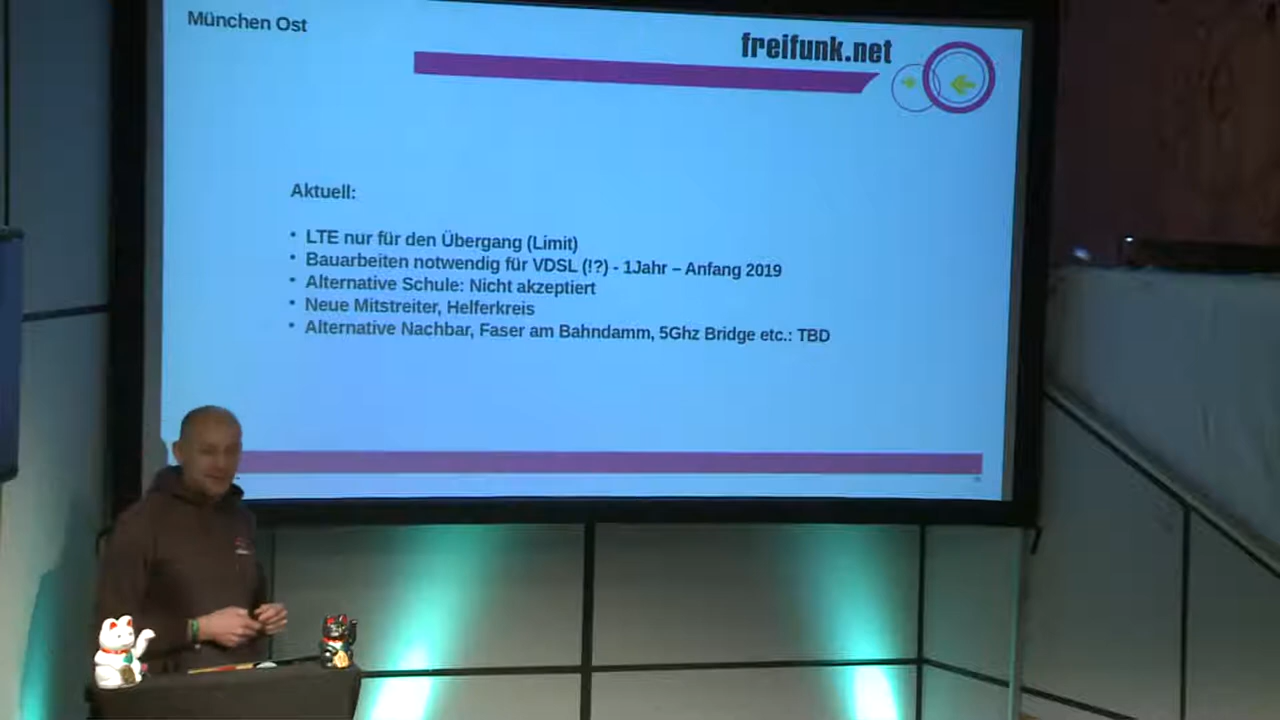 München Ost
freifunk.net
Aktuell:
• LTE nur für den Übergang (Limit)
• Bauarbeiten notwendig für VDSL (!?) - 1Jahr – Anfang 2019
• Alternative Schule: Nicht akzeptiert
• Neue Mitstreiter, Helferkreis
• Alternative Nachbar, Faser am Bahndamm, 5Ghz Bridge etc.: TBD